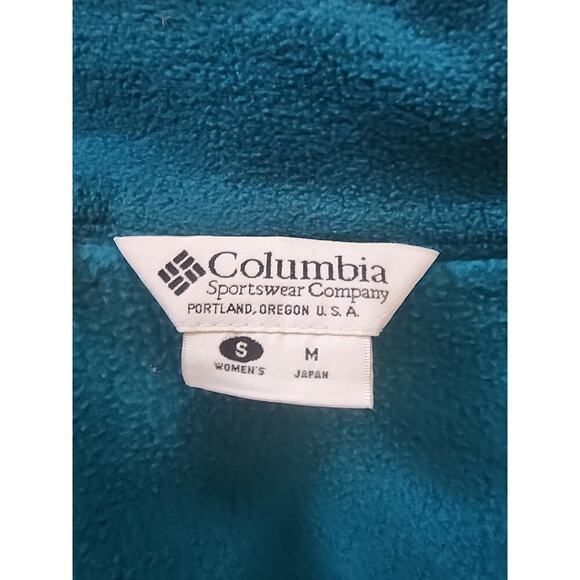 Columbia
Sportswear Company
PORTLAND, OREGON U.S.A.
S M
WOMEN'S JAPAN